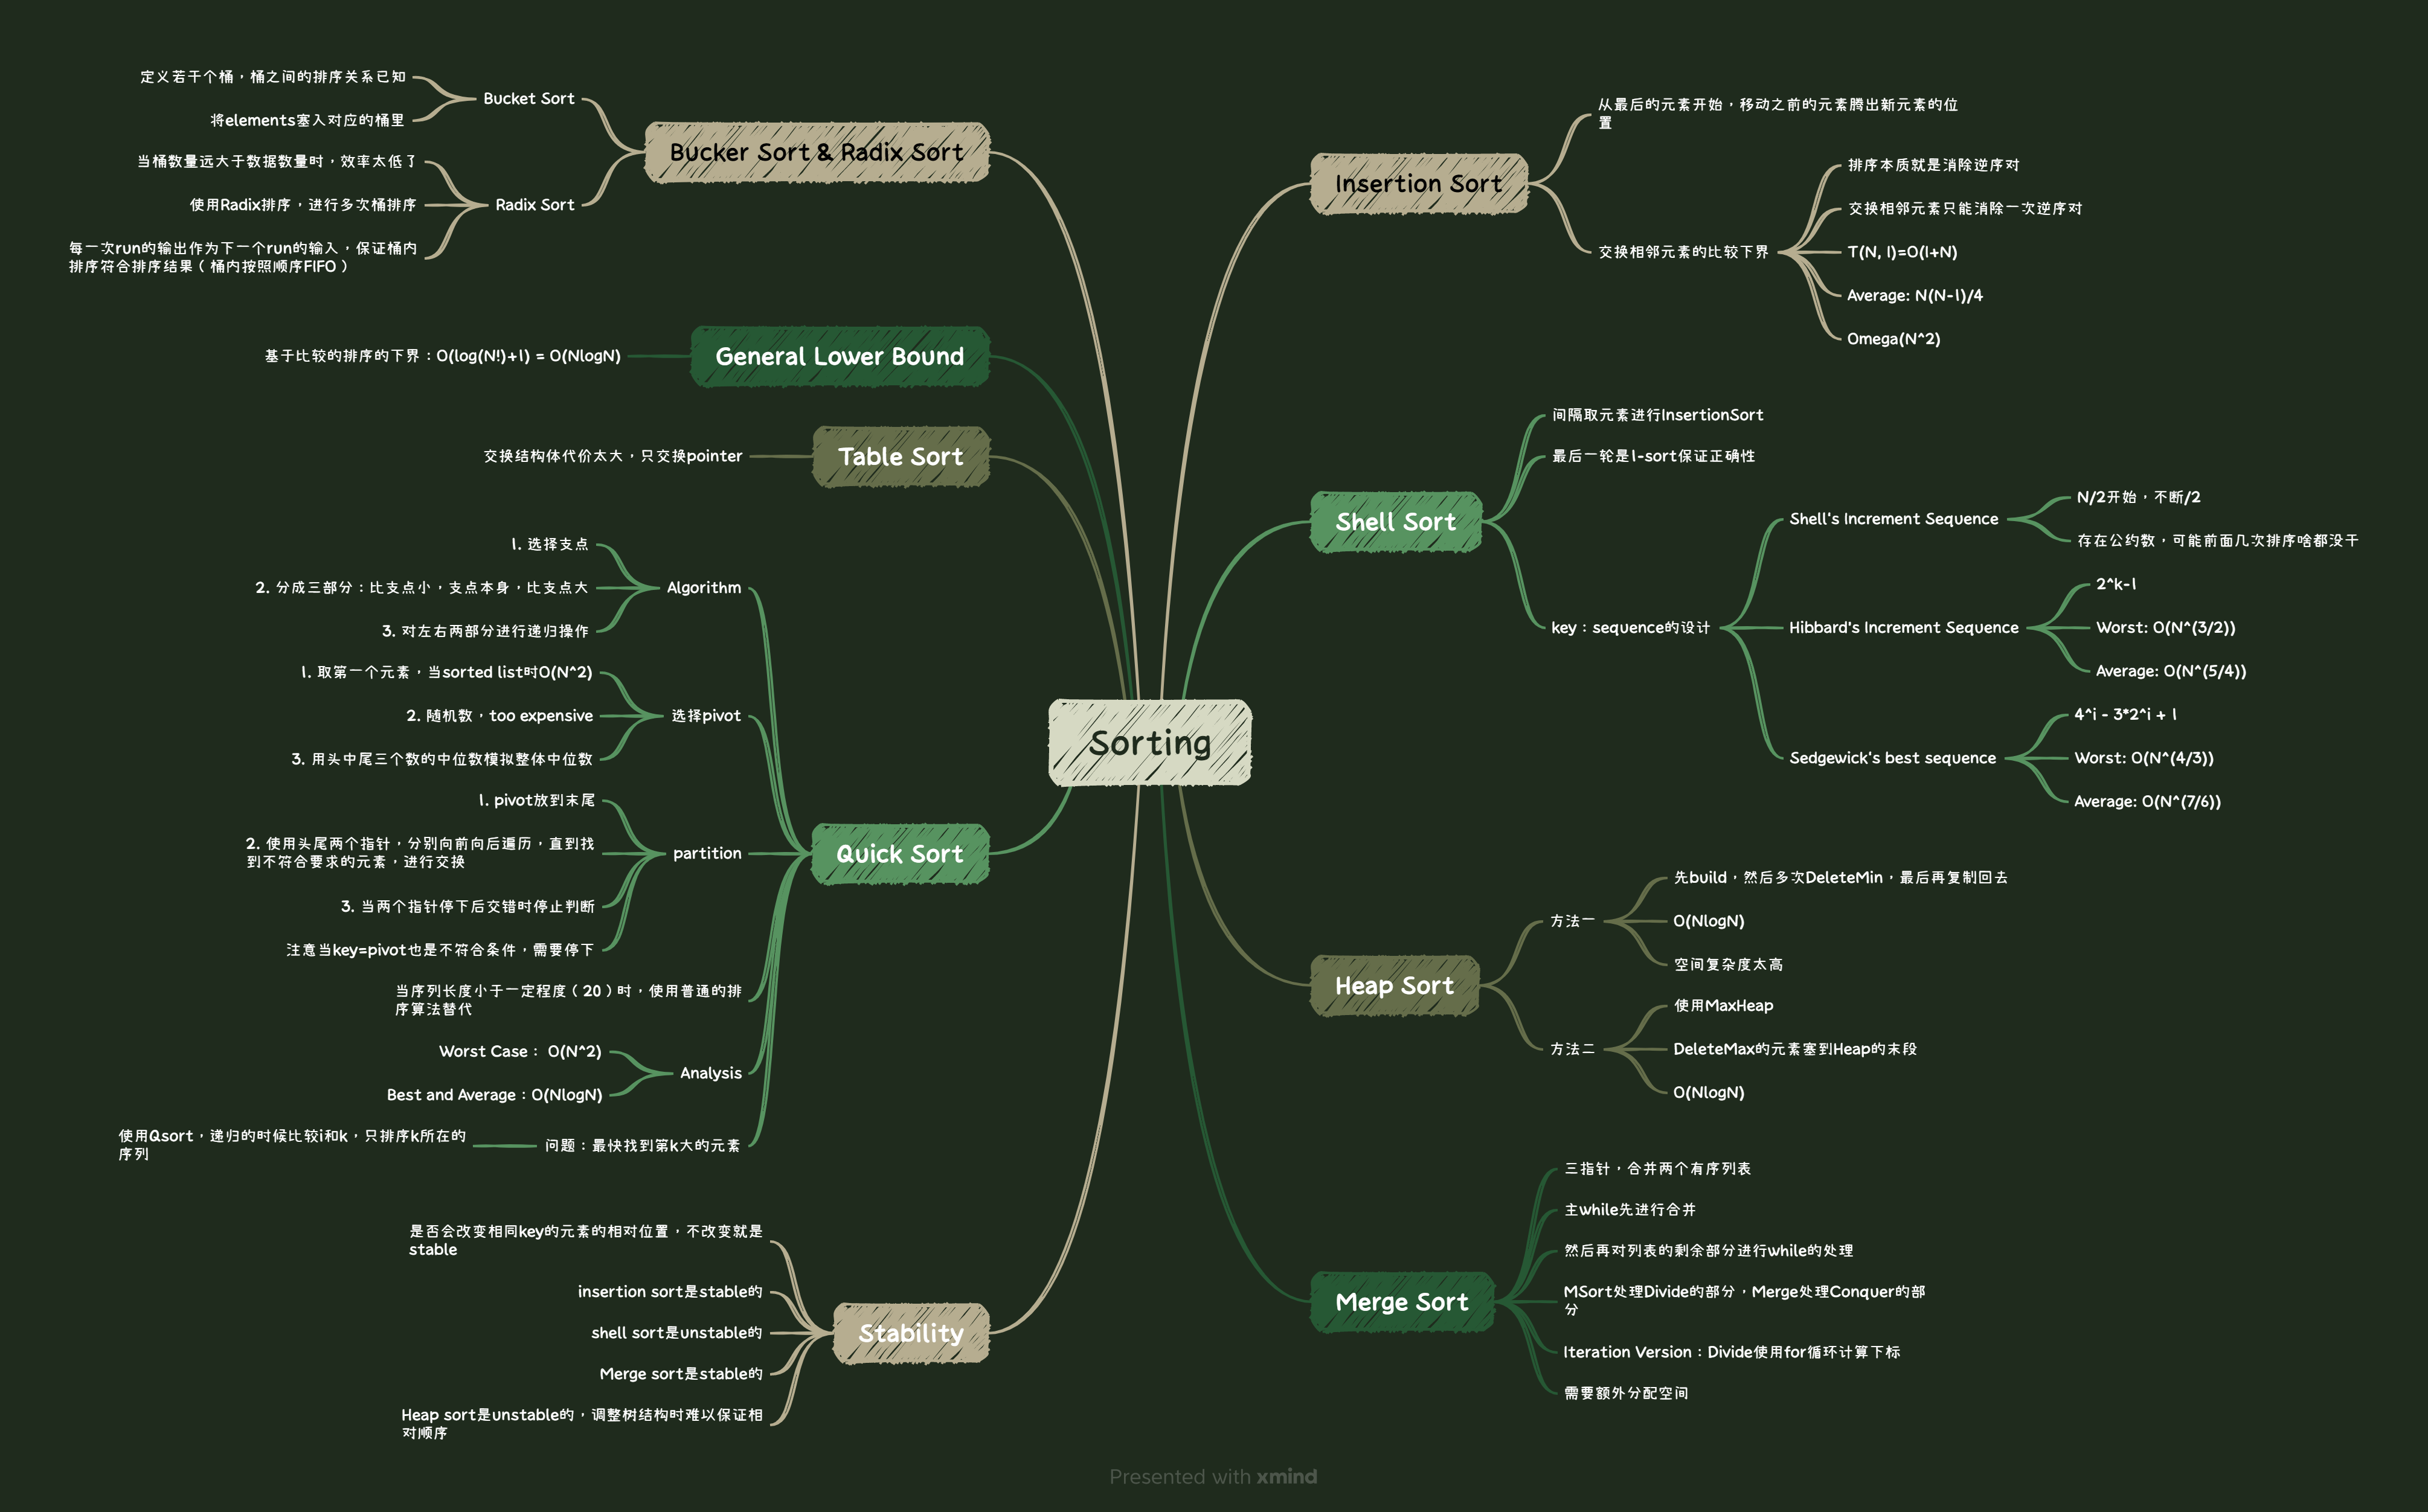 Sorting
Insertion Sort
从最后的元素开始，移动之前的元素腾出新元素的位
置
交换相邻元素的比较下界
排序本质就是消除逆序对
交换相邻元素只能消除一次逆序对
T(N, I)=O(I+N)
Average: N(N-1)/4
Omega(N^2)
Shell Sort
间隔取元素进行InsertionSort
最后一轮是1-sort保证正确性
key：sequence的设计
Shell's Increment Sequence
N/2开始，不断/2
存在公约数，可能前面几次排序啥都没干
Hibbard's Increment Sequence
2^k-1
Worst: O(N^(3/2))
Average: O(N^(5/4))
Sedgewick's best sequence
4^i - 3*2^i + 1
Worst: O(N^(4/3))
Average: O(N^(7/6))
Heap Sort
方法一
先build，然后多次DeleteMin，最后再复制回去
O(NlogN)
空间复杂度太高
方法二
使用MaxHeap
DeleteMax的元素塞到Heap的末段
O(NlogN)
Merge Sort
三指针，合并两个有序列表
主while先进行合并
然后再对列表的剩余部分进行while的处理
MSort处理Divide的部分，Merge处理Conquer的部
分
Iteration Version：Divide使用for循环计算下标
需要额外分配空间
Bucker Sort & Radix Sort
Bucket Sort
定义若干个桶，桶之间的排序关系已知
将elements塞入对应的桶里
Radix Sort
当桶数量远大于数据数量时，效率太低了
使用Radix排序，进行多次桶排序
每一次run的输出作为下一个run的输入，保证桶内
排序符合排序结果（桶内按照顺序FIFO）
General Lower Bound
基于比较的排序的下界：O(log(N!)+1) = O(NlogN)
Table Sort
交换结构体代价太大，只交换pointer
Quick Sort
Algorithm
1. 选择支点
2. 分成三部分：比支点小，支点本身，比支点大
3. 对左右两部分进行递归操作
选择pivot
1. 取第一个元素，当sorted list时O(N^2)
2. 随机数，too expensive
3. 用头中尾三个数的中位数模拟整体中位数
partition
1. pivot放到末尾
2. 使用头尾两个指针，分别向前向后遍历，直到找
到不符合要求的元素，进行交换
3. 当两个指针停下后交错时停止判断
注意当key=pivot也是不符合条件，需要停下
当序列长度小于一定程度（20）时，使用普通的排
序算法替代
Analysis
Worst Case： O(N^2)
Best and Average：O(NlogN)
问题：最快找到第k大的元素
使用Qsort，递归的时候比较i和k，只排序k所在的
序列
Stability
是否会改变相同key的元素的相对位置，不改变就是
stable
insertion sort是stable的
shell sort是unstable的
Merge sort是stable的
Heap sort是unstable的，调整树结构时难以保证相
对顺序
Presented with xmind